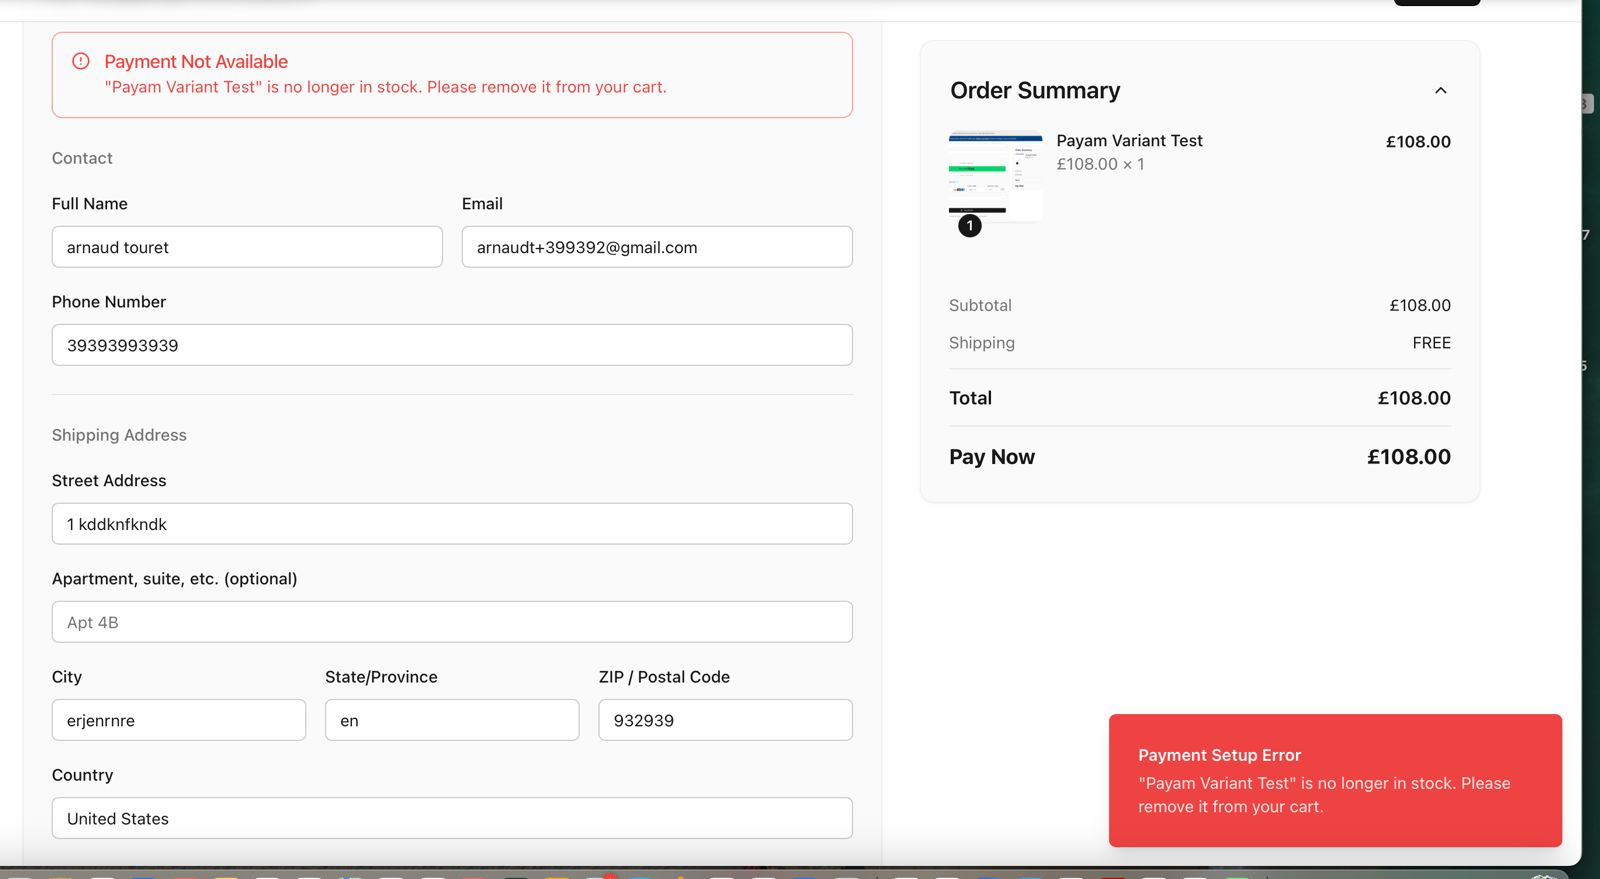 Payment Not Available
"Payam Variant Test" is no longer in stock. Please remove it from your cart.
Contact
Full Name
Email
arnaud touret
arnaudt+399392@gmail.com
Phone Number
39393993939
Shipping Address
Street Address
1 kddknfkndk
Apartment, suite, etc. (optional)
Apt 4B
City
State/Province
ZIP / Postal Code
erjenrnre
en
932939
Country
United States
Order Summary
Payam Variant Test
£108.00
£108.00 × 1
1
Subtotal
£108.00
Shipping
FREE
Total
£108.00
Pay Now
£108.00
Payment Setup Error
"Payam Variant Test" is no longer in stock. Please
remove it from your cart.